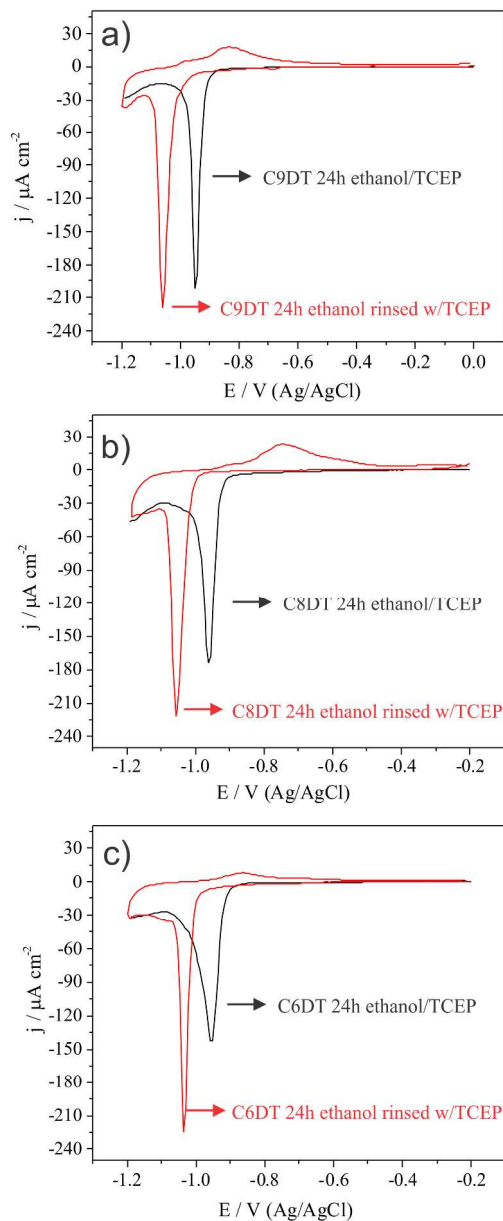 a)
30
0
-30
-60
-90
-120
-150
-180
-210
-240
j / μA cm-2
C9DT 24h ethanol/TCEP
C9DT 24h ethanol rinsed w/TCEP
-1.2 -1.0 -0.8 -0.6 -0.4 -0.2 0.0
E / V (Ag/AgCl)
b)
30
0
-30
-60
-90
-120
-150
-180
-210
-240
j / μA cm-2
C8DT 24h ethanol/TCEP
C8DT 24h ethanol rinsed w/TCEP
-1.2 -1.0 -0.8 -0.6 -0.4 -0.2
E / V (Ag/AgCl)
c)
30
0
-30
-60
-90
-120
-150
-180
-210
-240
j / μA cm-2
C6DT 24h ethanol/TCEP
C6DT 24h ethanol rinsed w/TCEP
-1.2 -1.0 -0.8 -0.6 -0.4 -0.2
E / V (Ag/AgCl)